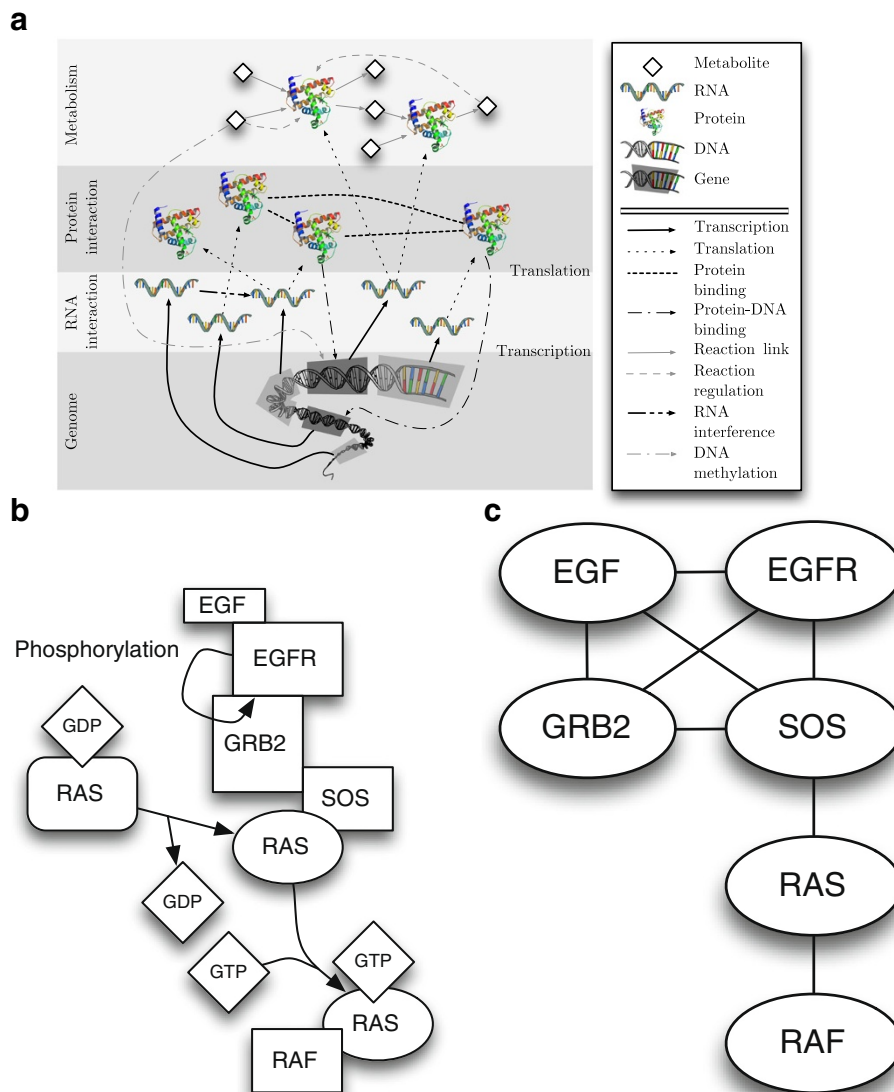 a
Metabolism
Protein
interaction
RNA
interaction
Genome
Translation
Transcription
Metabolite
RNA
Protein
DNA
Gene
Transcription
Translation
Protein
binding
Protein-DNA
binding
Reaction link
Reaction
regulation
RNA
interference
DNA
methylation
b
EGF
Phosphorylation
EGFR
GDP
GRB2
RAS
SOS
RAS
GDP
GTP
GTP
RAS
RAF
c
EGF
EGFR
GRB2
SOS
RAS
RAF